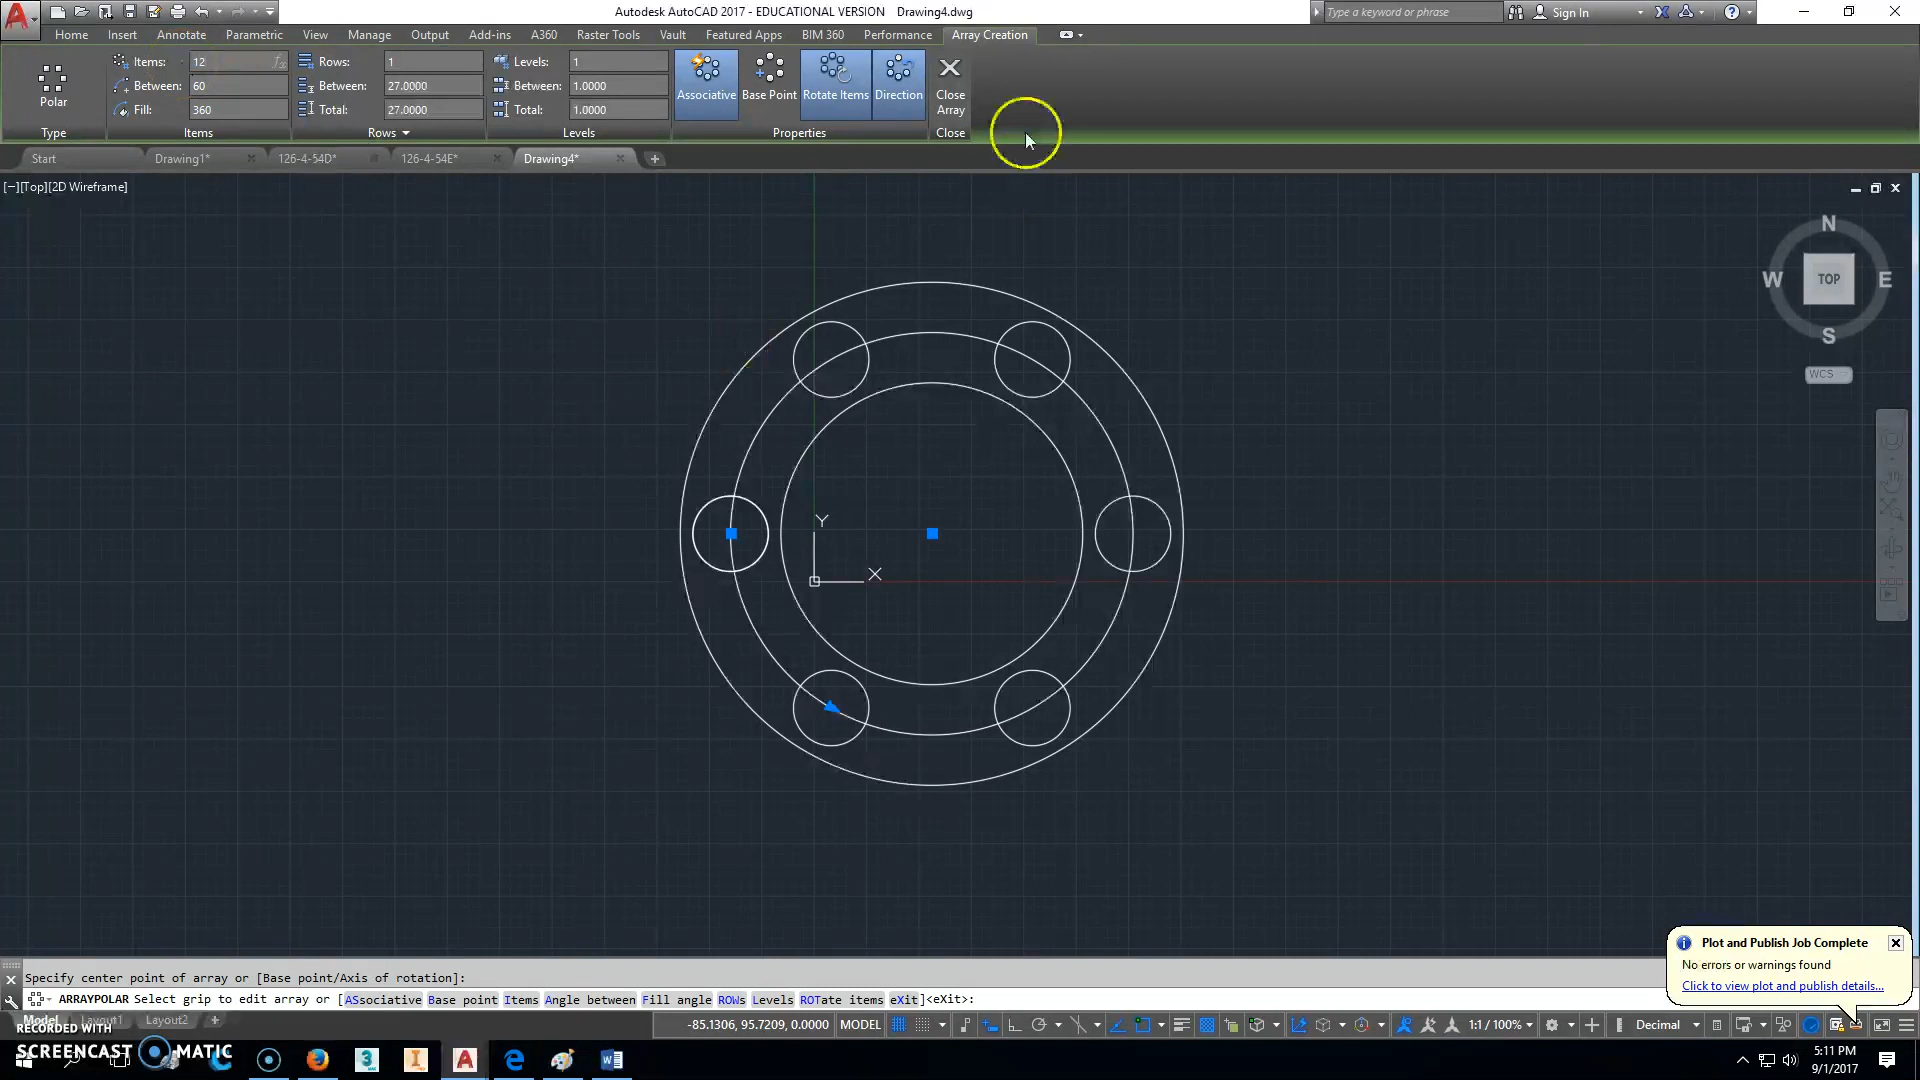 Autodesk AutoCAD 2017 - EDUCATIONAL VERSION Drawing4.dwg
Type a keyword or phrase
Sign In
Home Insert Annotate Parametric View Manage Output Add-ins A360 Raster Tools Vault Featured Apps BIM 360 Performance Array Creation
Polar
Type
Items: 12
Between: 60
Fill: 360
Items
Rows: 1
Between: 27.0000
Total: 27.0000
Rows
Levels: 1
Between: 1.0000
Total: 1.0000
Levels
Associative
Base Point
Rotate Items
Direction
Properties
Close
Array
Close
Start Drawing1* 126-4-54D* 126-4-54E* Drawing4*
[−][Top][2D Wireframe]
N
W TOP E
S
WCS
Y
X
Plot and Publish Job Complete
No errors or warnings found
Click to view plot and publish details...
Specify center point of array or [Base point/Axis of rotation]:
ARRAYPOLAR Select grip to edit array or [ASsociative Base point Items Angle between Fill angle ROWs Levels ROTate items eXit]<eXit>:
Model Layout1 Layout2
-85.1306, 95.7209, 0.0000 MODEL
1:1 / 100%
Decimal
RECORDED WITH
SCREENCAST MATIC
5:11 PM
9/1/2017